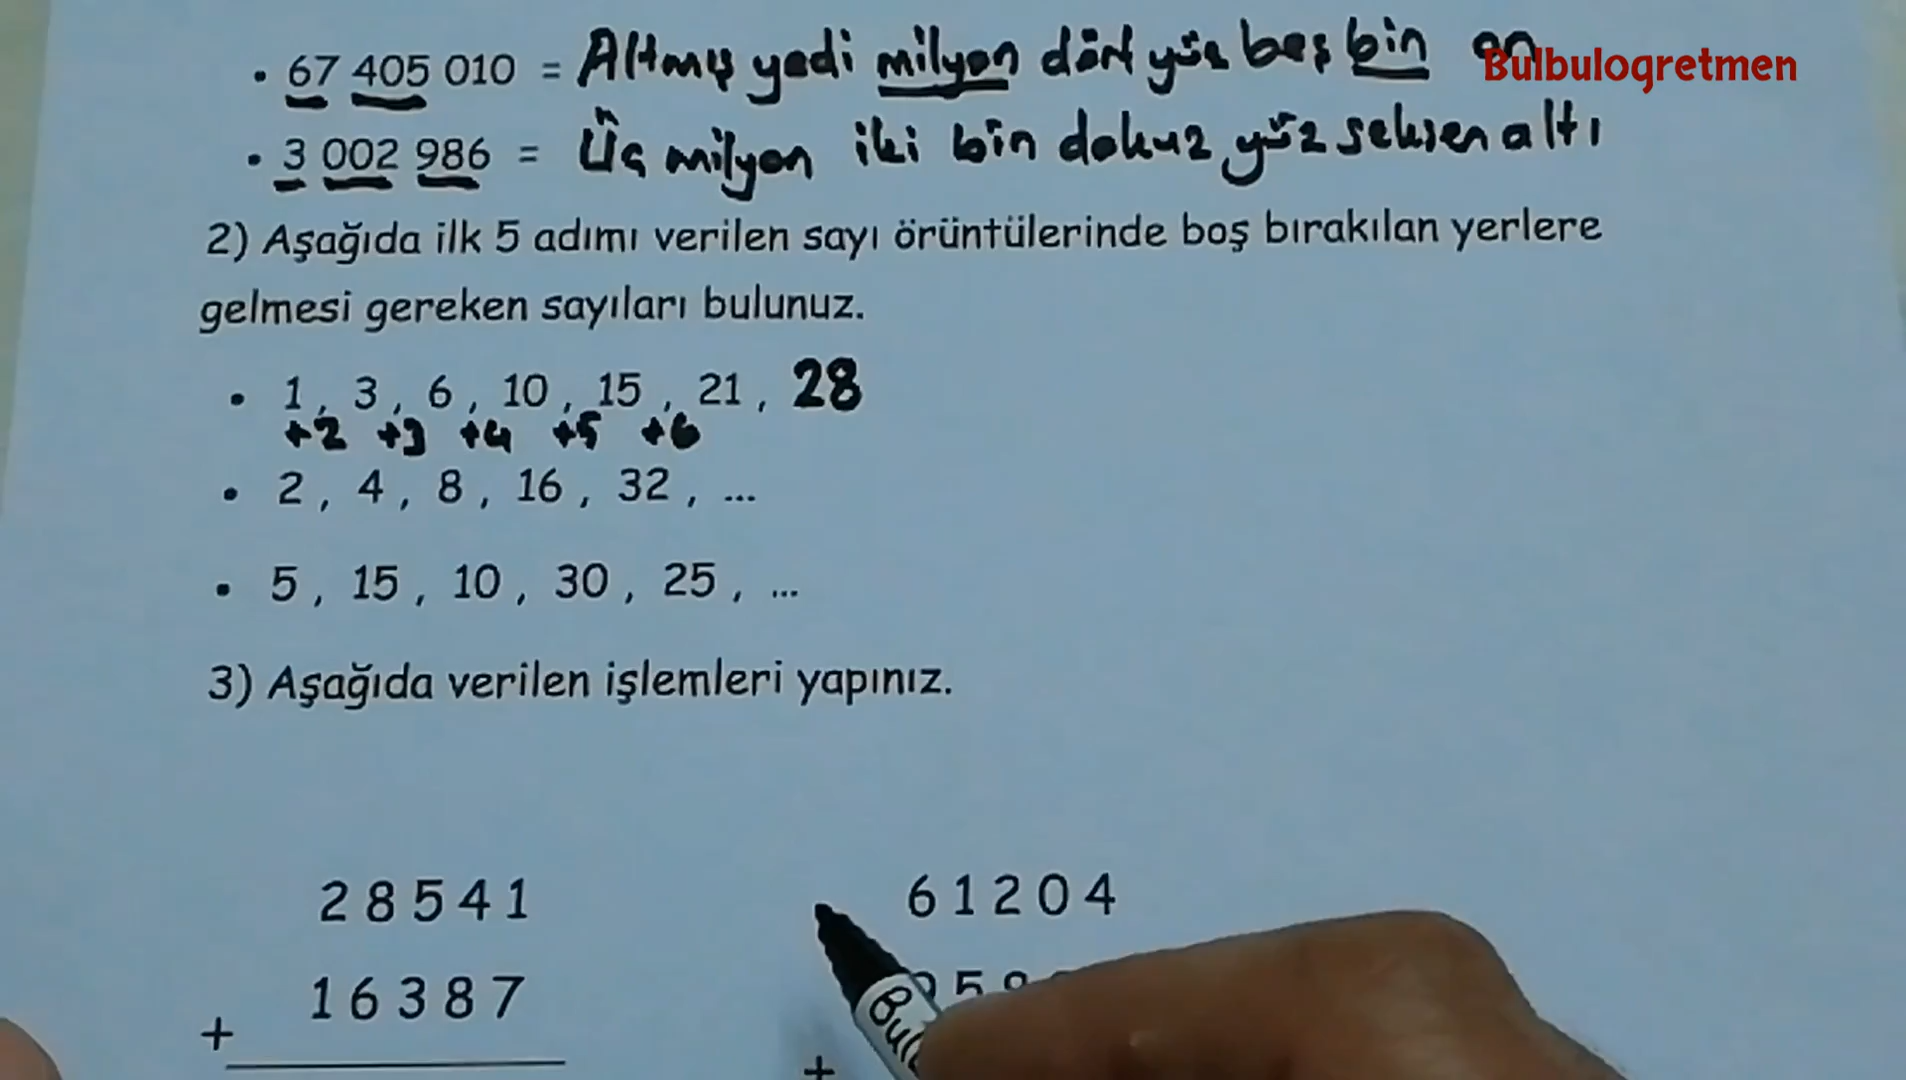 • 67 405 010 = Altmış yedi milyon dört yüz beş bin on
Bulbulogretmen
• 3 002 986 = Üç milyon iki bin dokuz yüz seksen altı
2) Aşağıda ilk 5 adımı verilen sayı örüntülerinde boş bırakılan yerlere
gelmesi gereken sayıları bulunuz.
• 1 , 3 , 6 , 10 , 15 , 21 , 28
+2 +3 +4 +5 +6
• 2 , 4 , 8 , 16 , 32 , ...
• 5 , 15 , 10 , 30 , 25 , ...
3) Aşağıda verilen işlemleri yapınız.
28541
16387
+
61204
+